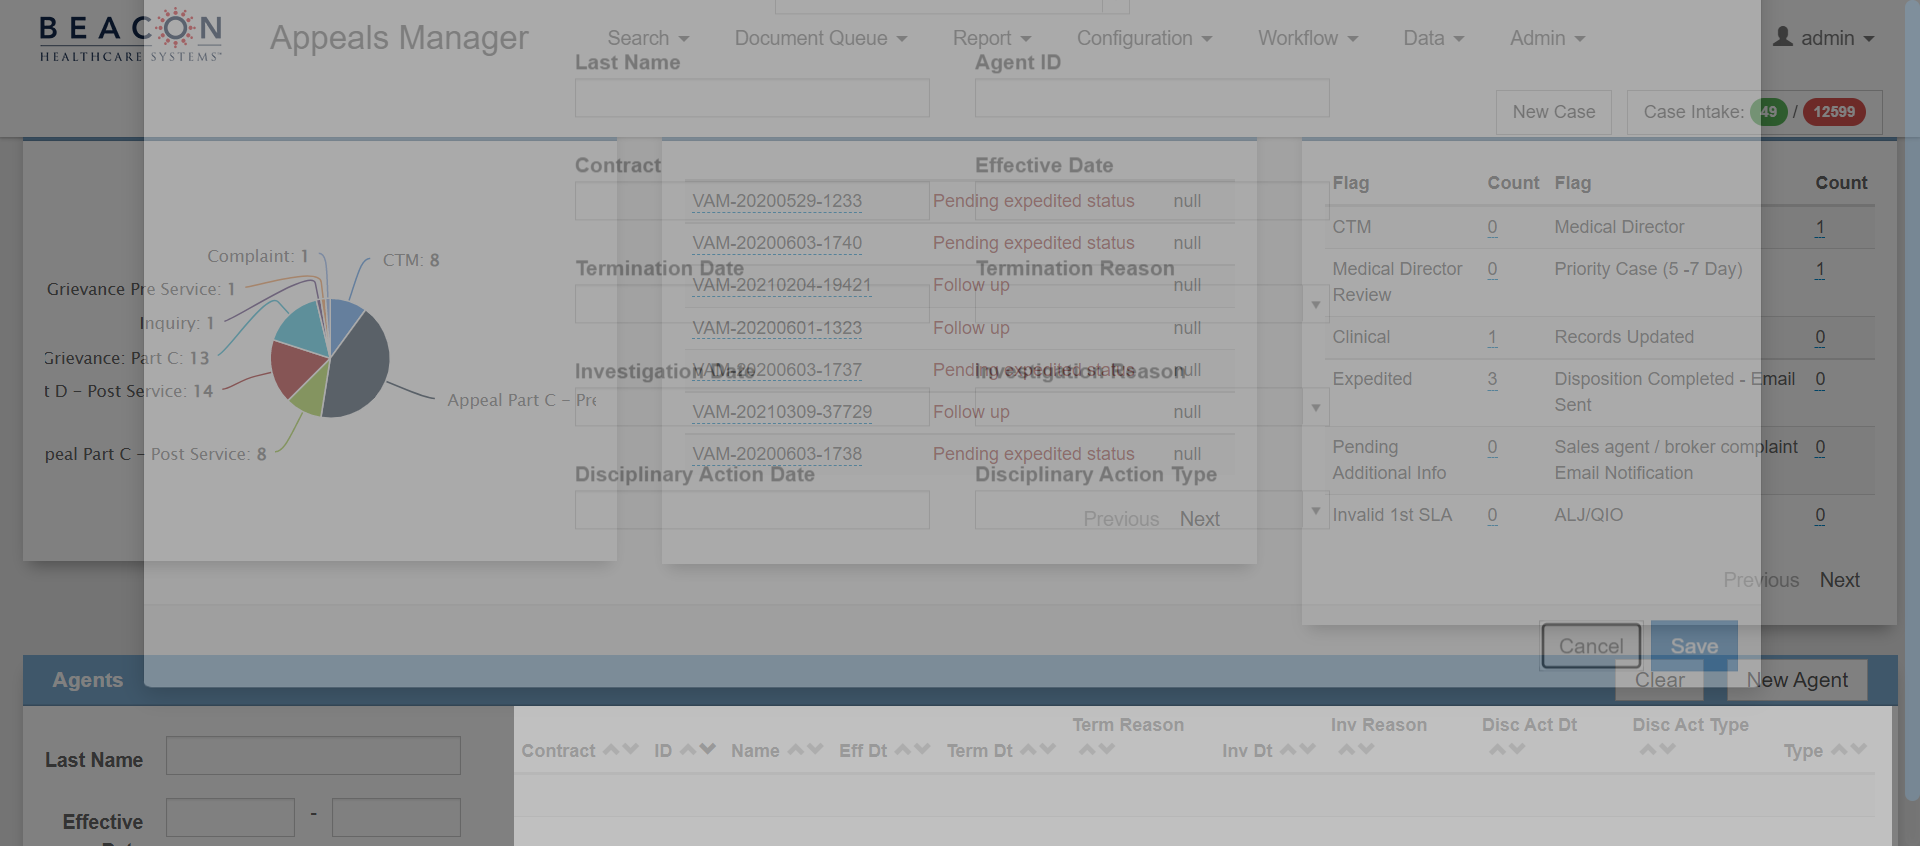 BEACON
HEALTHCARE SYSTEMS
Appeals Manager
Search
Document Queue
Report
Configuration
Workflow
Data
Admin
admin
Last Name
Agent ID
New Case
Case Intake: 49 / 12599
Contract
Effective Date
Termination Date
Termination Reason
Investigation Date
Investigation Reason
Disciplinary Action Date
Disciplinary Action Type
Cancel
Save
Complaint: 1
CTM: 8
Grievance Pre Service: 1
Inquiry: 1
Grievance: Part C: 13
t D - Post Service: 14
Appeal Part C - Pre
peal Part C - Post Service: 8
VAM-20200529-1233 Pending expedited status null
VAM-20200603-1740 Pending expedited status null
VAM-20210204-19421 Follow up null
VAM-20200601-1323 Follow up null
VAM-20200603-1737 Pending expedited status null
VAM-20210309-37729 Follow up null
VAM-20200603-1738 Pending expedited status null
Previous Next
Flag Count Flag Count
CTM 0 Medical Director 1
Medical Director Review 0 Priority Case (5 -7 Day) 1
Clinical 1 Records Updated 0
Expedited 3 Disposition Completed - Email Sent 0
Pending Additional Info 0 Sales agent / broker complaint Email Notification 0
Invalid 1st SLA 0 ALJ/QIO 0
Previous Next
Agents
Clear
New Agent
Last Name
Effective
Contract ID Name Eff Dt Term Dt Term Reason Inv Dt Inv Reason Disc Act Dt Disc Act Type Type